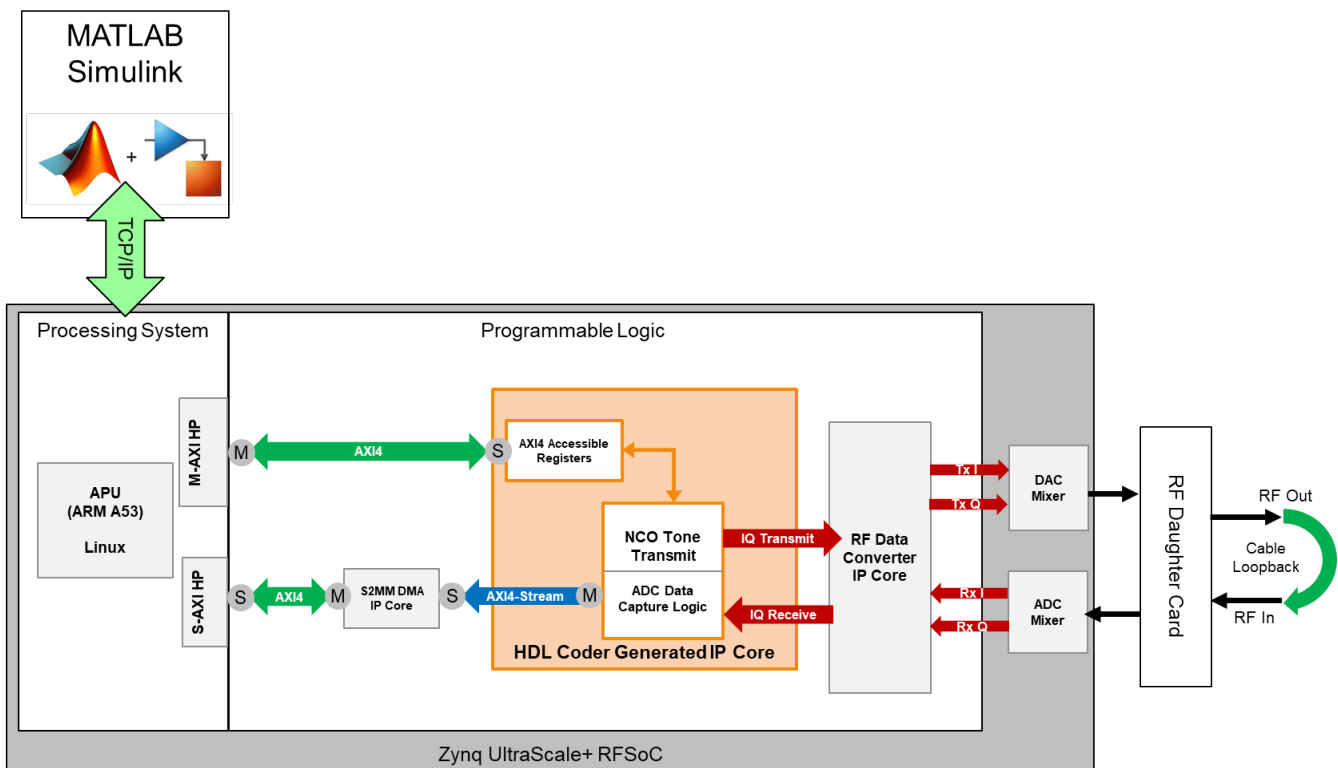 MATLAB
Simulink
+
TCP/IP
Processing System
Programmable Logic
M-AXI HP
M
AXI4
S
AXI4 Accessible
Registers
APU
(ARM A53)
Linux
NCO Tone
Transmit
IQ Transmit
ADC Data
Capture Logic
IQ Receive
S-AXI HP
S
AXI4
M
S2MM DMA
IP Core
S
AXI4-Stream
M
HDL Coder Generated IP Core
RF Data
Converter
IP Core
Tx I
Tx Q
Rx I
Rx Q
DAC
Mixer
ADC
Mixer
RF Daughter Card
RF Out
Cable
Loopback
RF In
Zynq UltraScale+ RFSoC